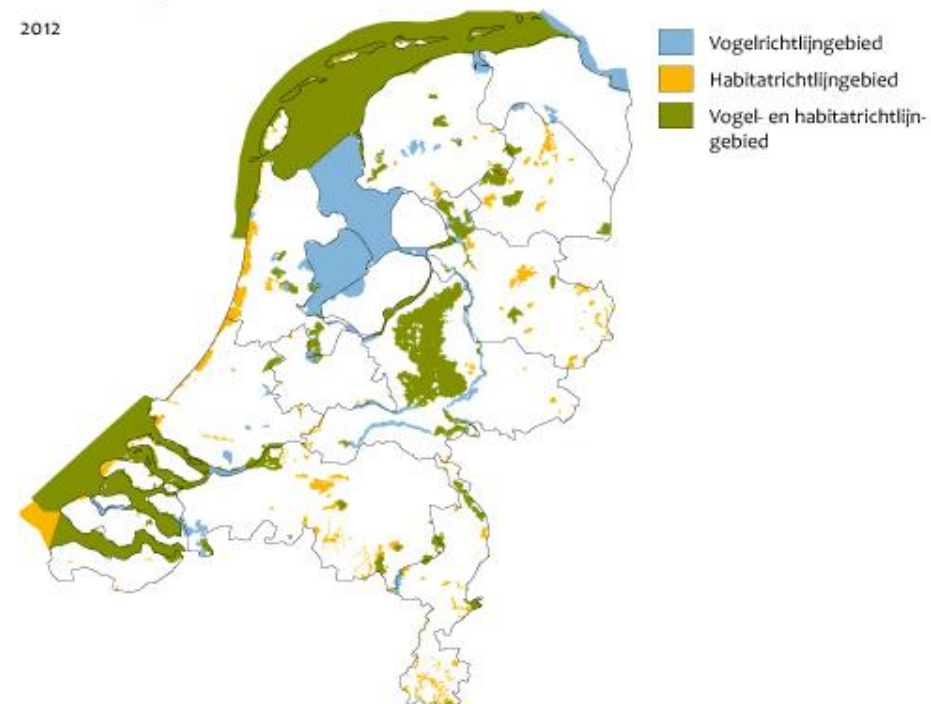 2012
Vogelrichtlijngebied
Habitatrichtlijngebied
Vogel- en habitatrichtlijn-
gebied